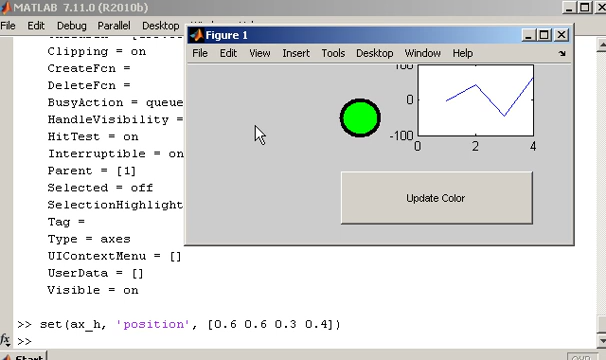 MATLAB 7.11.0 (R2010b)
File Edit Debug Parallel Desktop
Clipping = on
CreateFcn =
DeleteFcn =
BusyAction = queue
HandleVisibility =
HitTest = on
Interruptible = on
Parent = [1]
Selected = off
SelectionHighlight
Tag =
Type = axes
UIContextMenu = []
UserData = []
Visible = on
>> set(ax_h, 'position', [0.6 0.6 0.3 0.4])
fx >>
Start
OVR
Figure 1
File Edit View Insert Tools Desktop Window Help
100
0
-100
0 2 4
Update Color